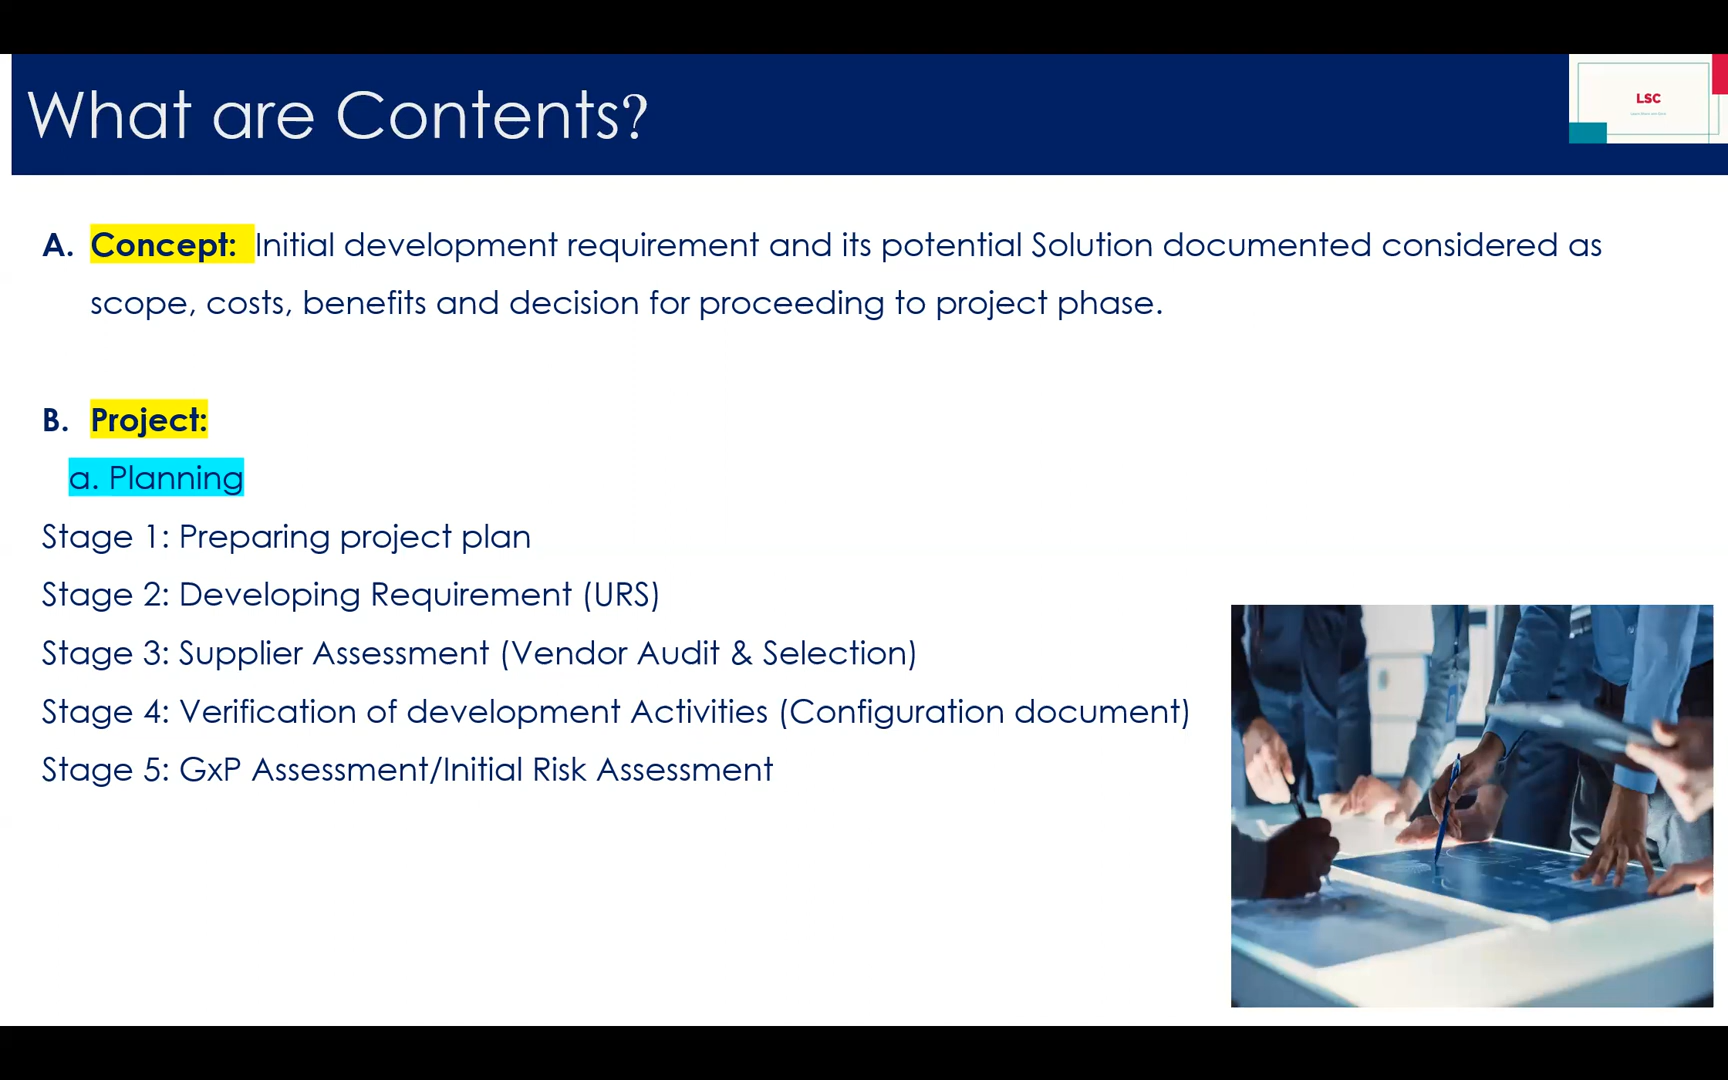 What are Contents?
LSC
A. Concept: Initial development requirement and its potential Solution documented considered as
scope, costs, benefits and decision for proceeding to project phase.
B. Project:
a. Planning
Stage 1: Preparing project plan
Stage 2: Developing Requirement (URS)
Stage 3: Supplier Assessment (Vendor Audit & Selection)
Stage 4: Verification of development Activities (Configuration document)
Stage 5: GxP Assessment/Initial Risk Assessment